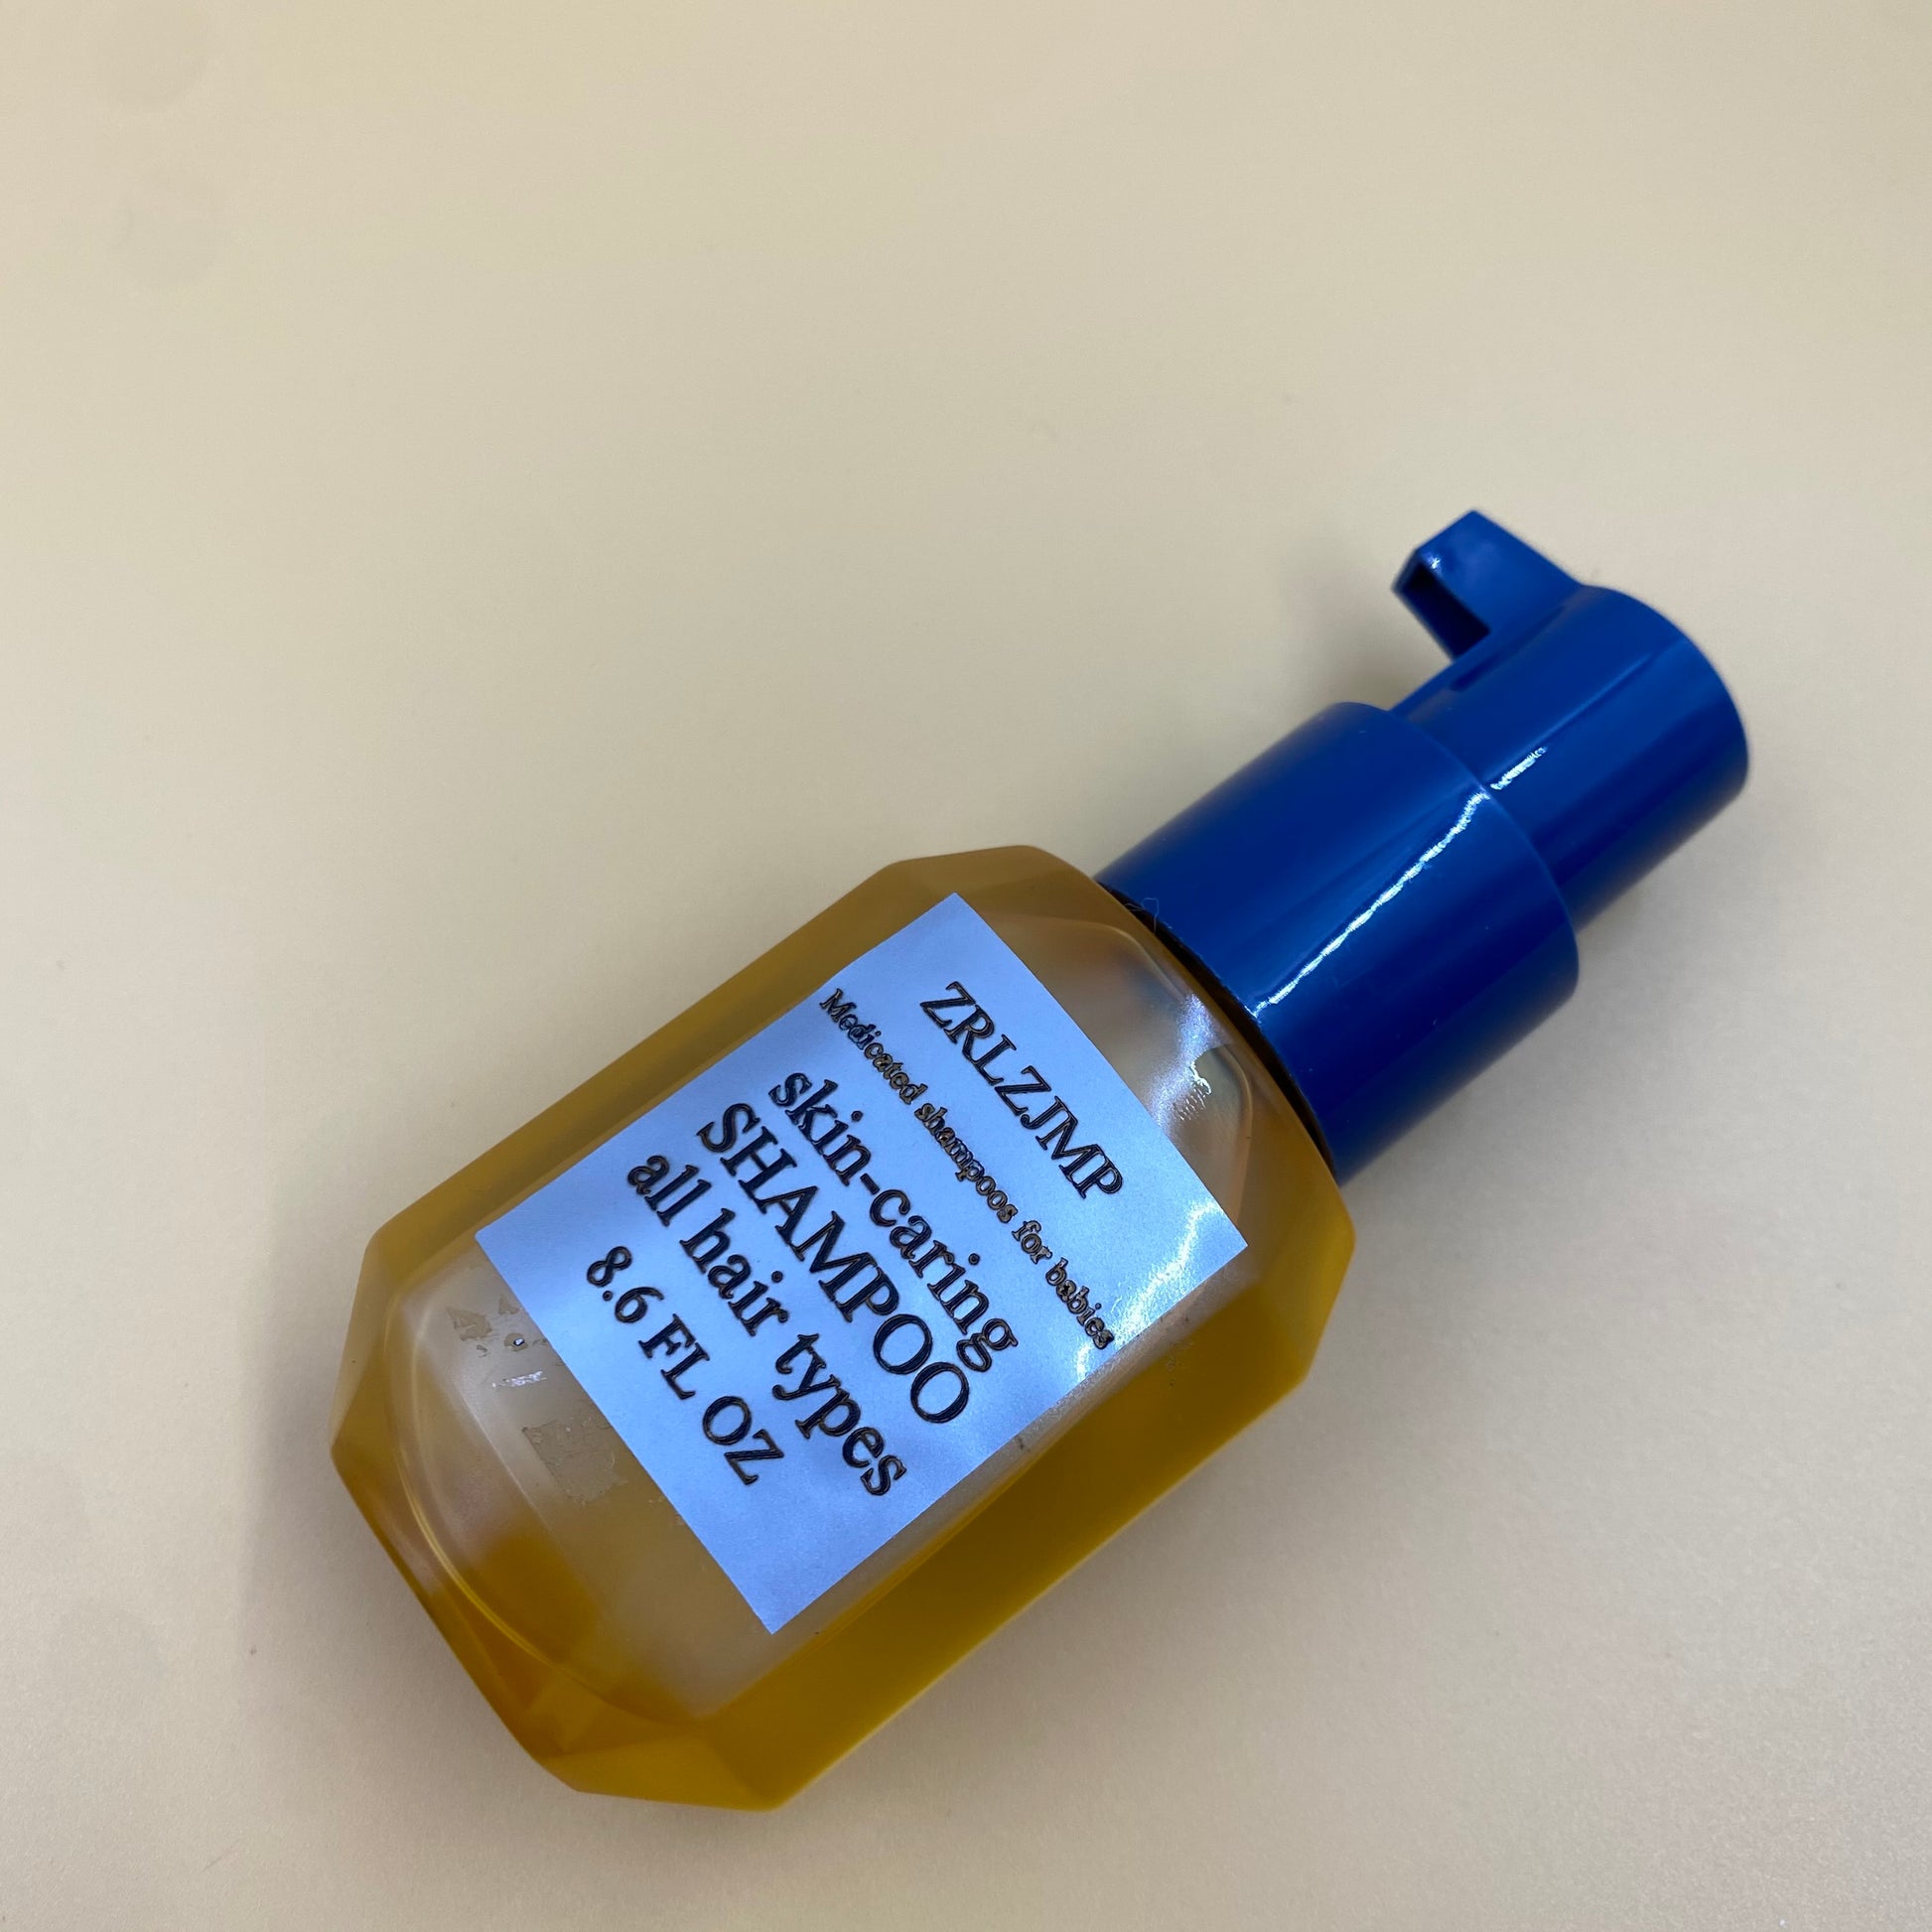 ZRLZJMP
Medicated shampoos for babies
skin-caring
SHAMPOO
all hair types
8.6 FL OZ